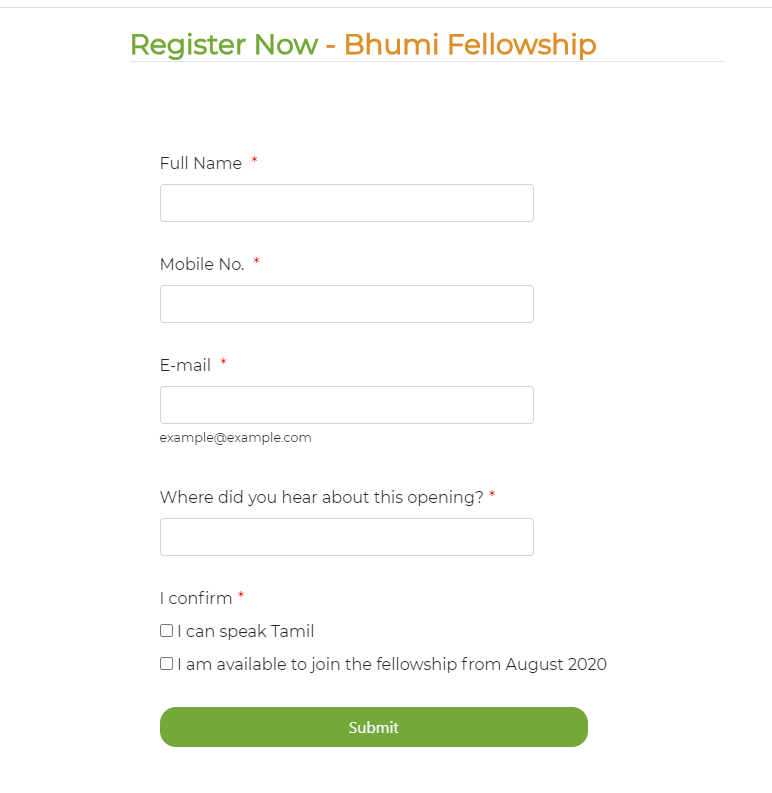 Register Now - Bhumi Fellowship
Full Name *
Mobile No. *
E-mail *
example@example.com
Where did you hear about this opening? *
I confirm *
I can speak Tamil
I am available to join the fellowship from August 2020
Submit